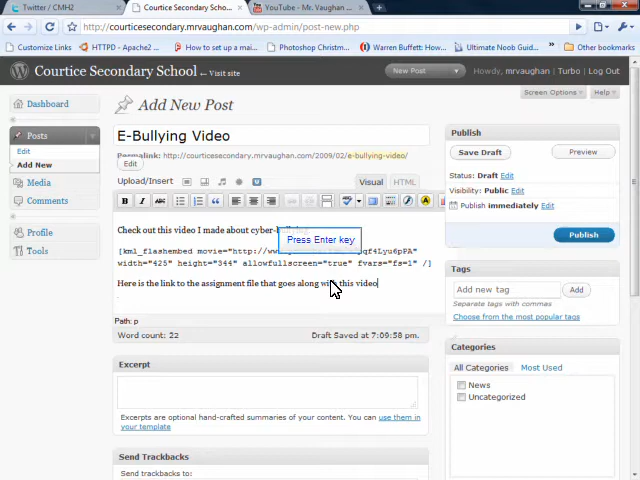 Twitter / CMH2
Courtice Secondary School...
YouTube - Mr. Vaughan
http://courticesecondary.mrvaughan.com/wp-admin/post-new.php
Customize Links
HTTPD - Apache2 ...
How to set up a mai...
Photoshop Christm...
Warren Buffett: How...
Ultimate Noob Guid...
Other bookmarks
Courtice Secondary School ← Visit site
New Post
Howdy, mrvaughan | Turbo | Log Out
Screen Options
Help
Dashboard
Posts
Edit
Add New
Media
Comments
Profile
Tools
Add New Post
E-Bullying Video
Permalink: http://courticesecondary.mrvaughan.com/2009/02/e-bullying-video/
Edit
Upload/Insert
Visual
HTML
Check out this video I made about
[kml_flashembed movie="http://
width="425" height="344" allowfullscreen="true" fvars="fs=1" /]
Press Enter key
Here is the link to the assignment file that goes along with this video
Path: p
Word count: 22
Draft Saved at 7:09:58 pm.
Excerpt
Excerpts are optional hand-crafted summaries of your content. You can use them in
your template
Send Trackbacks
Send trackbacks to:
Publish
Save Draft
Preview
Status: Draft Edit
Visibility: Public Edit
Publish immediately Edit
Publish
Tags
Add new tag
Add
Separate tags with commas
Choose from the most popular tags
Categories
All Categories
Most Used
News
Uncategorized